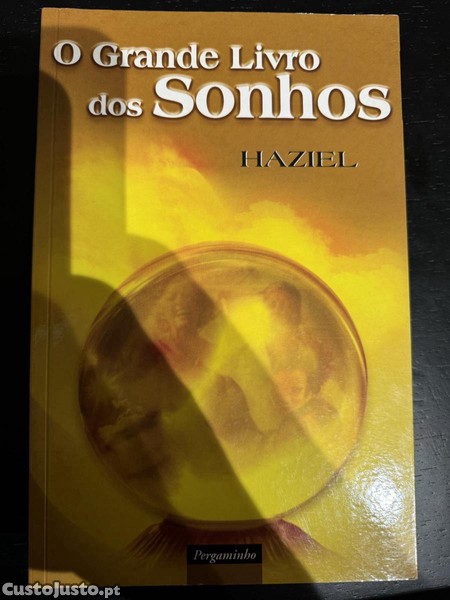 O Grande Livro
dos Sonhos
HAZIEL
Pergaminho
CustoJusto.pt